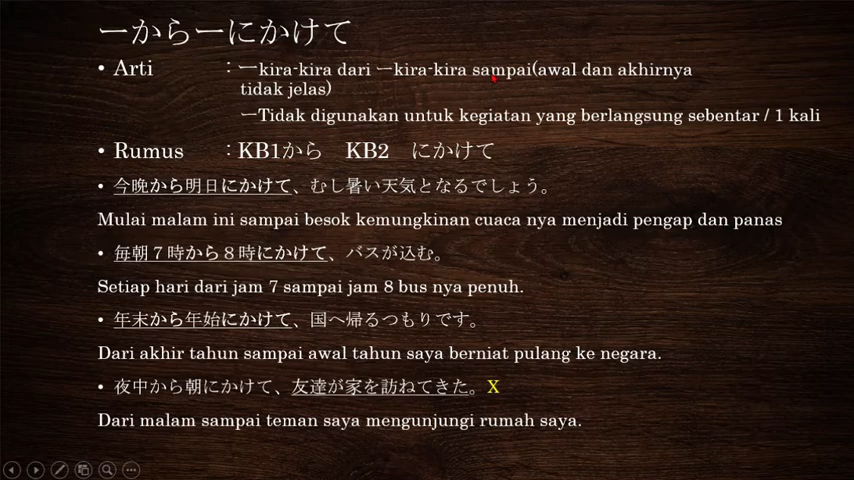 ーからーにかけて
• Arti : ーkira-kira dari ーkira-kira sampai(awal dan akhirnya
tidak jelas)
ーTidak digunakan untuk kegiatan yang berlangsung sebentar / 1 kali
• Rumus : KB1から KB2 にかけて
• 今晩から明日にかけて、むし暑い天気となるでしょう。
Mulai malam ini sampai besok kemungkinan cuaca nya menjadi pengap dan panas
• 毎朝７時から８時にかけて、バスが込む。
Setiap hari dari jam 7 sampai jam 8 bus nya penuh.
• 年末から年始にかけて、国へ帰るつもりです。
Dari akhir tahun sampai awal tahun saya berniat pulang ke negara.
• 夜中から朝にかけて、友達が家を訪ねてきた。X
Dari malam sampai teman saya mengunjungi rumah saya.